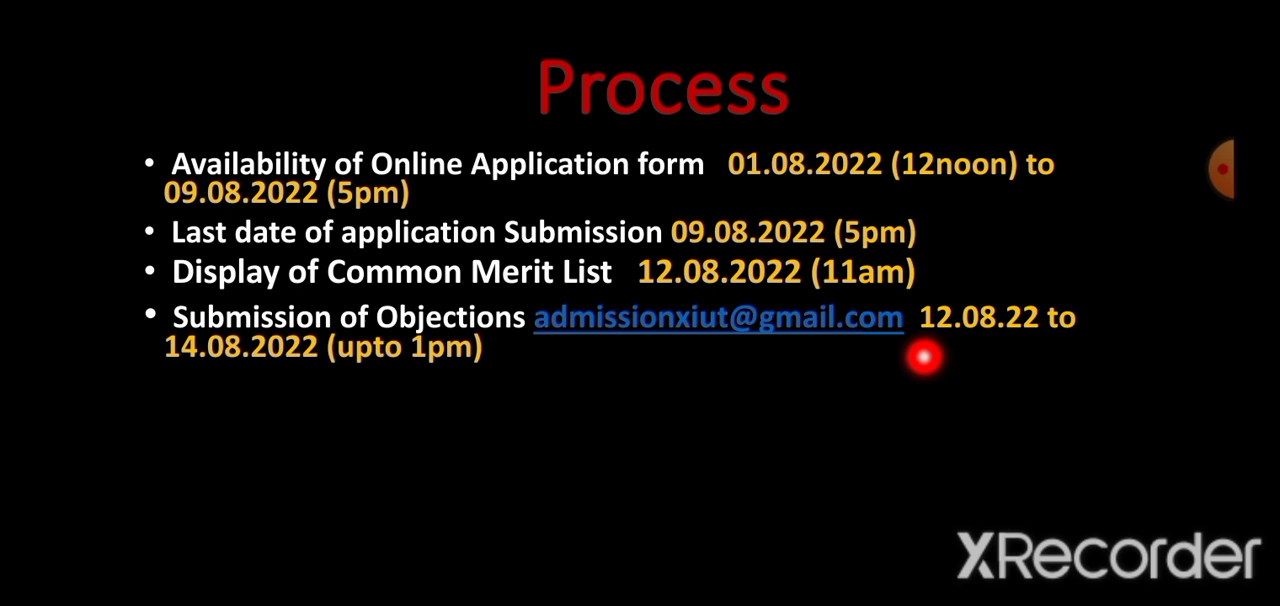 Process
• Availability of Online Application form 01.08.2022 (12noon) to
09.08.2022 (5pm)
• Last date of application Submission 09.08.2022 (5pm)
• Display of Common Merit List 12.08.2022 (11am)
• Submission of Objections admissionxiut@gmail.com 12.08.22 to
14.08.2022 (upto 1pm)
XRecorder